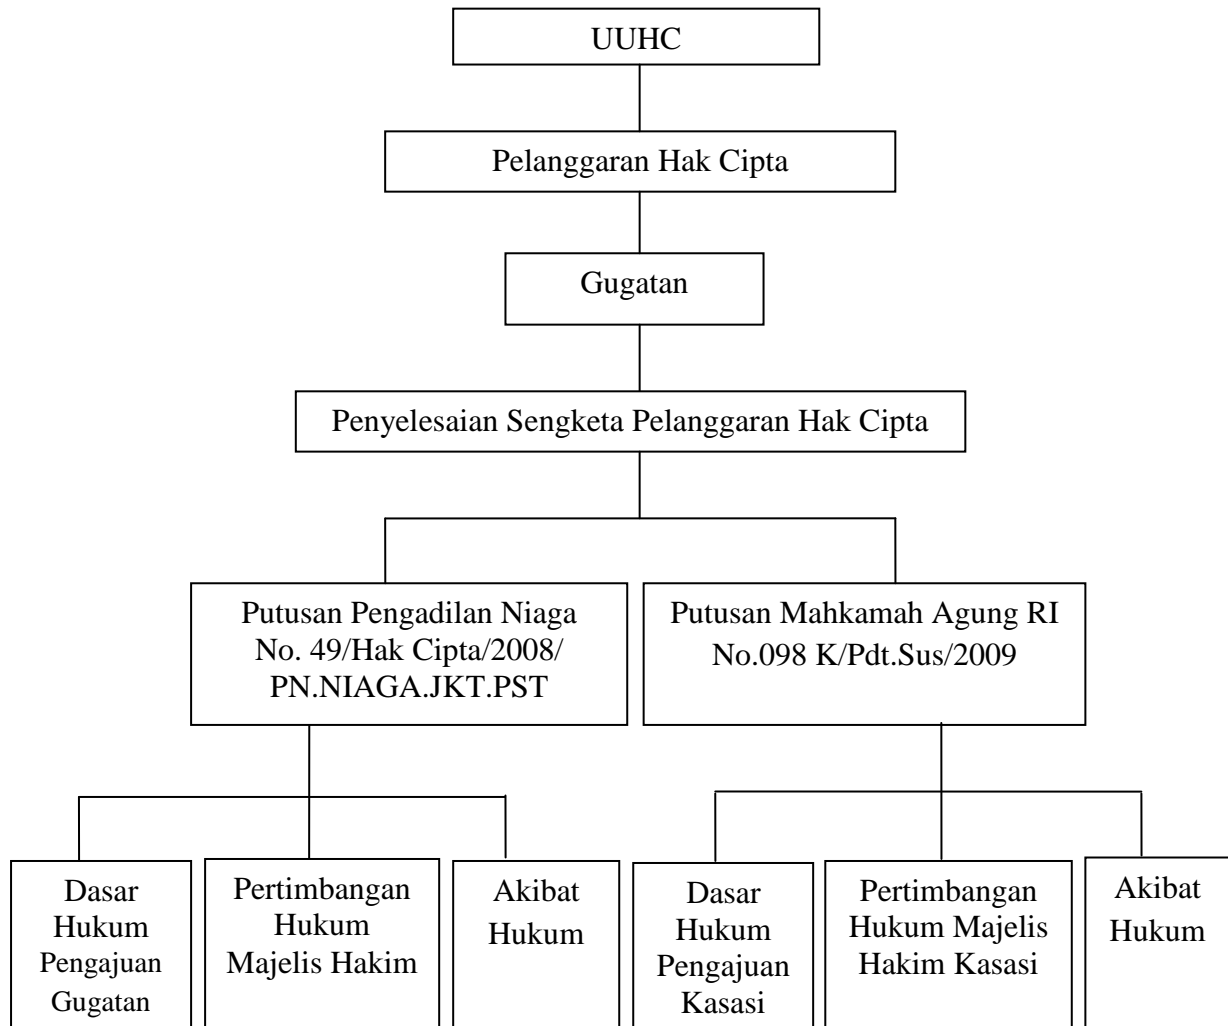 UUHC
Pelanggaran Hak Cipta
Gugatan
Penyelesaian Sengketa Pelanggaran Hak Cipta
Putusan Pengadilan Niaga
No. 49/Hak Cipta/2008/
PN.NIAGA.JKT.PST
Putusan Mahkamah Agung RI
No.098 K/Pdt.Sus/2009
Dasar
Hukum
Pengajuan
Gugatan
Pertimbangan
Hukum
Majelis Hakim
Akibat
Hukum
Dasar
Hukum
Pengajuan
Kasasi
Pertimbangan
Hukum Majelis
Hakim Kasasi
Akibat
Hukum